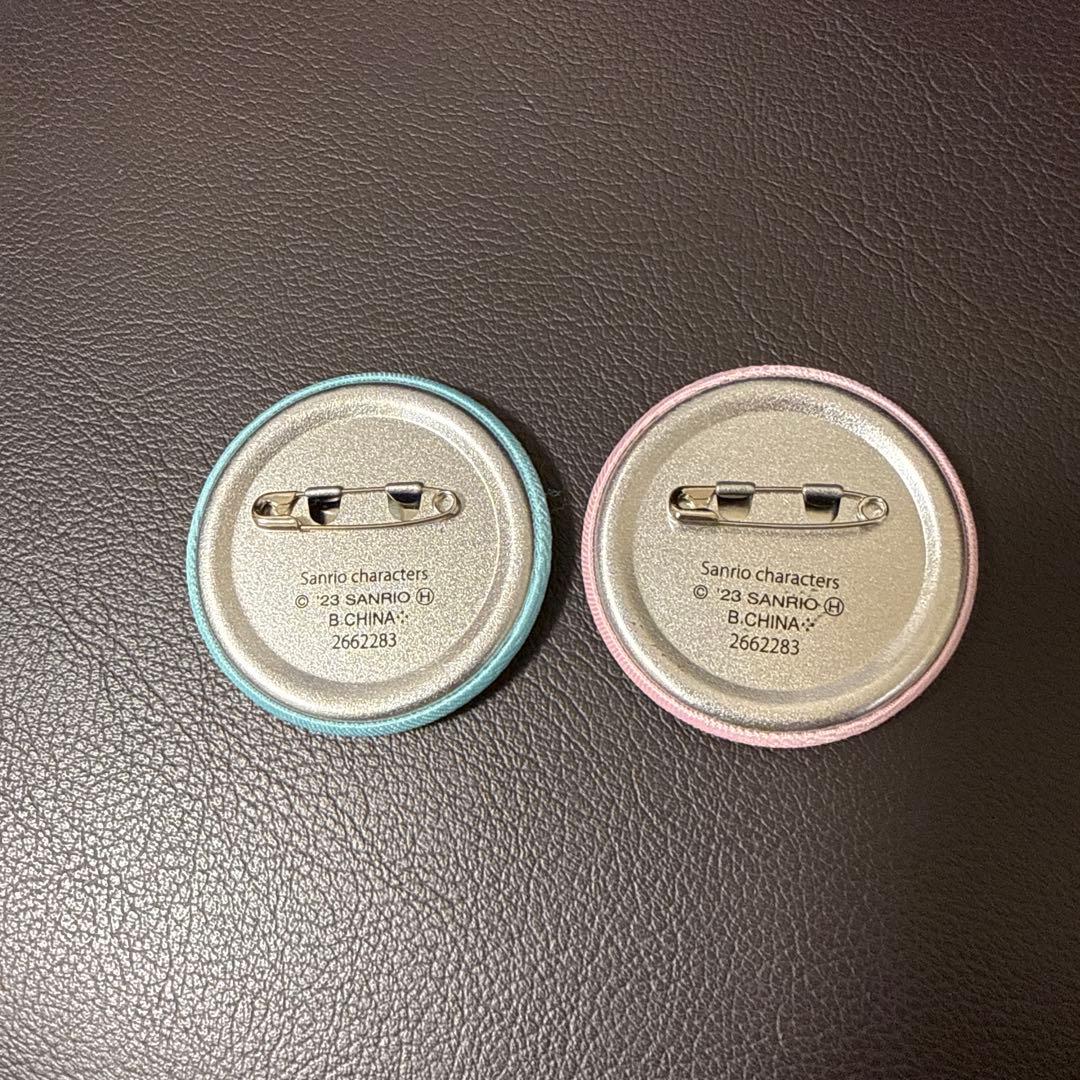 Sanrio characters
© '23 SANRIO Ⓗ
B.CHINA⁘
2662283
Sanrio characters
© '23 SANRIO Ⓗ
B.CHINA⁘
2662283